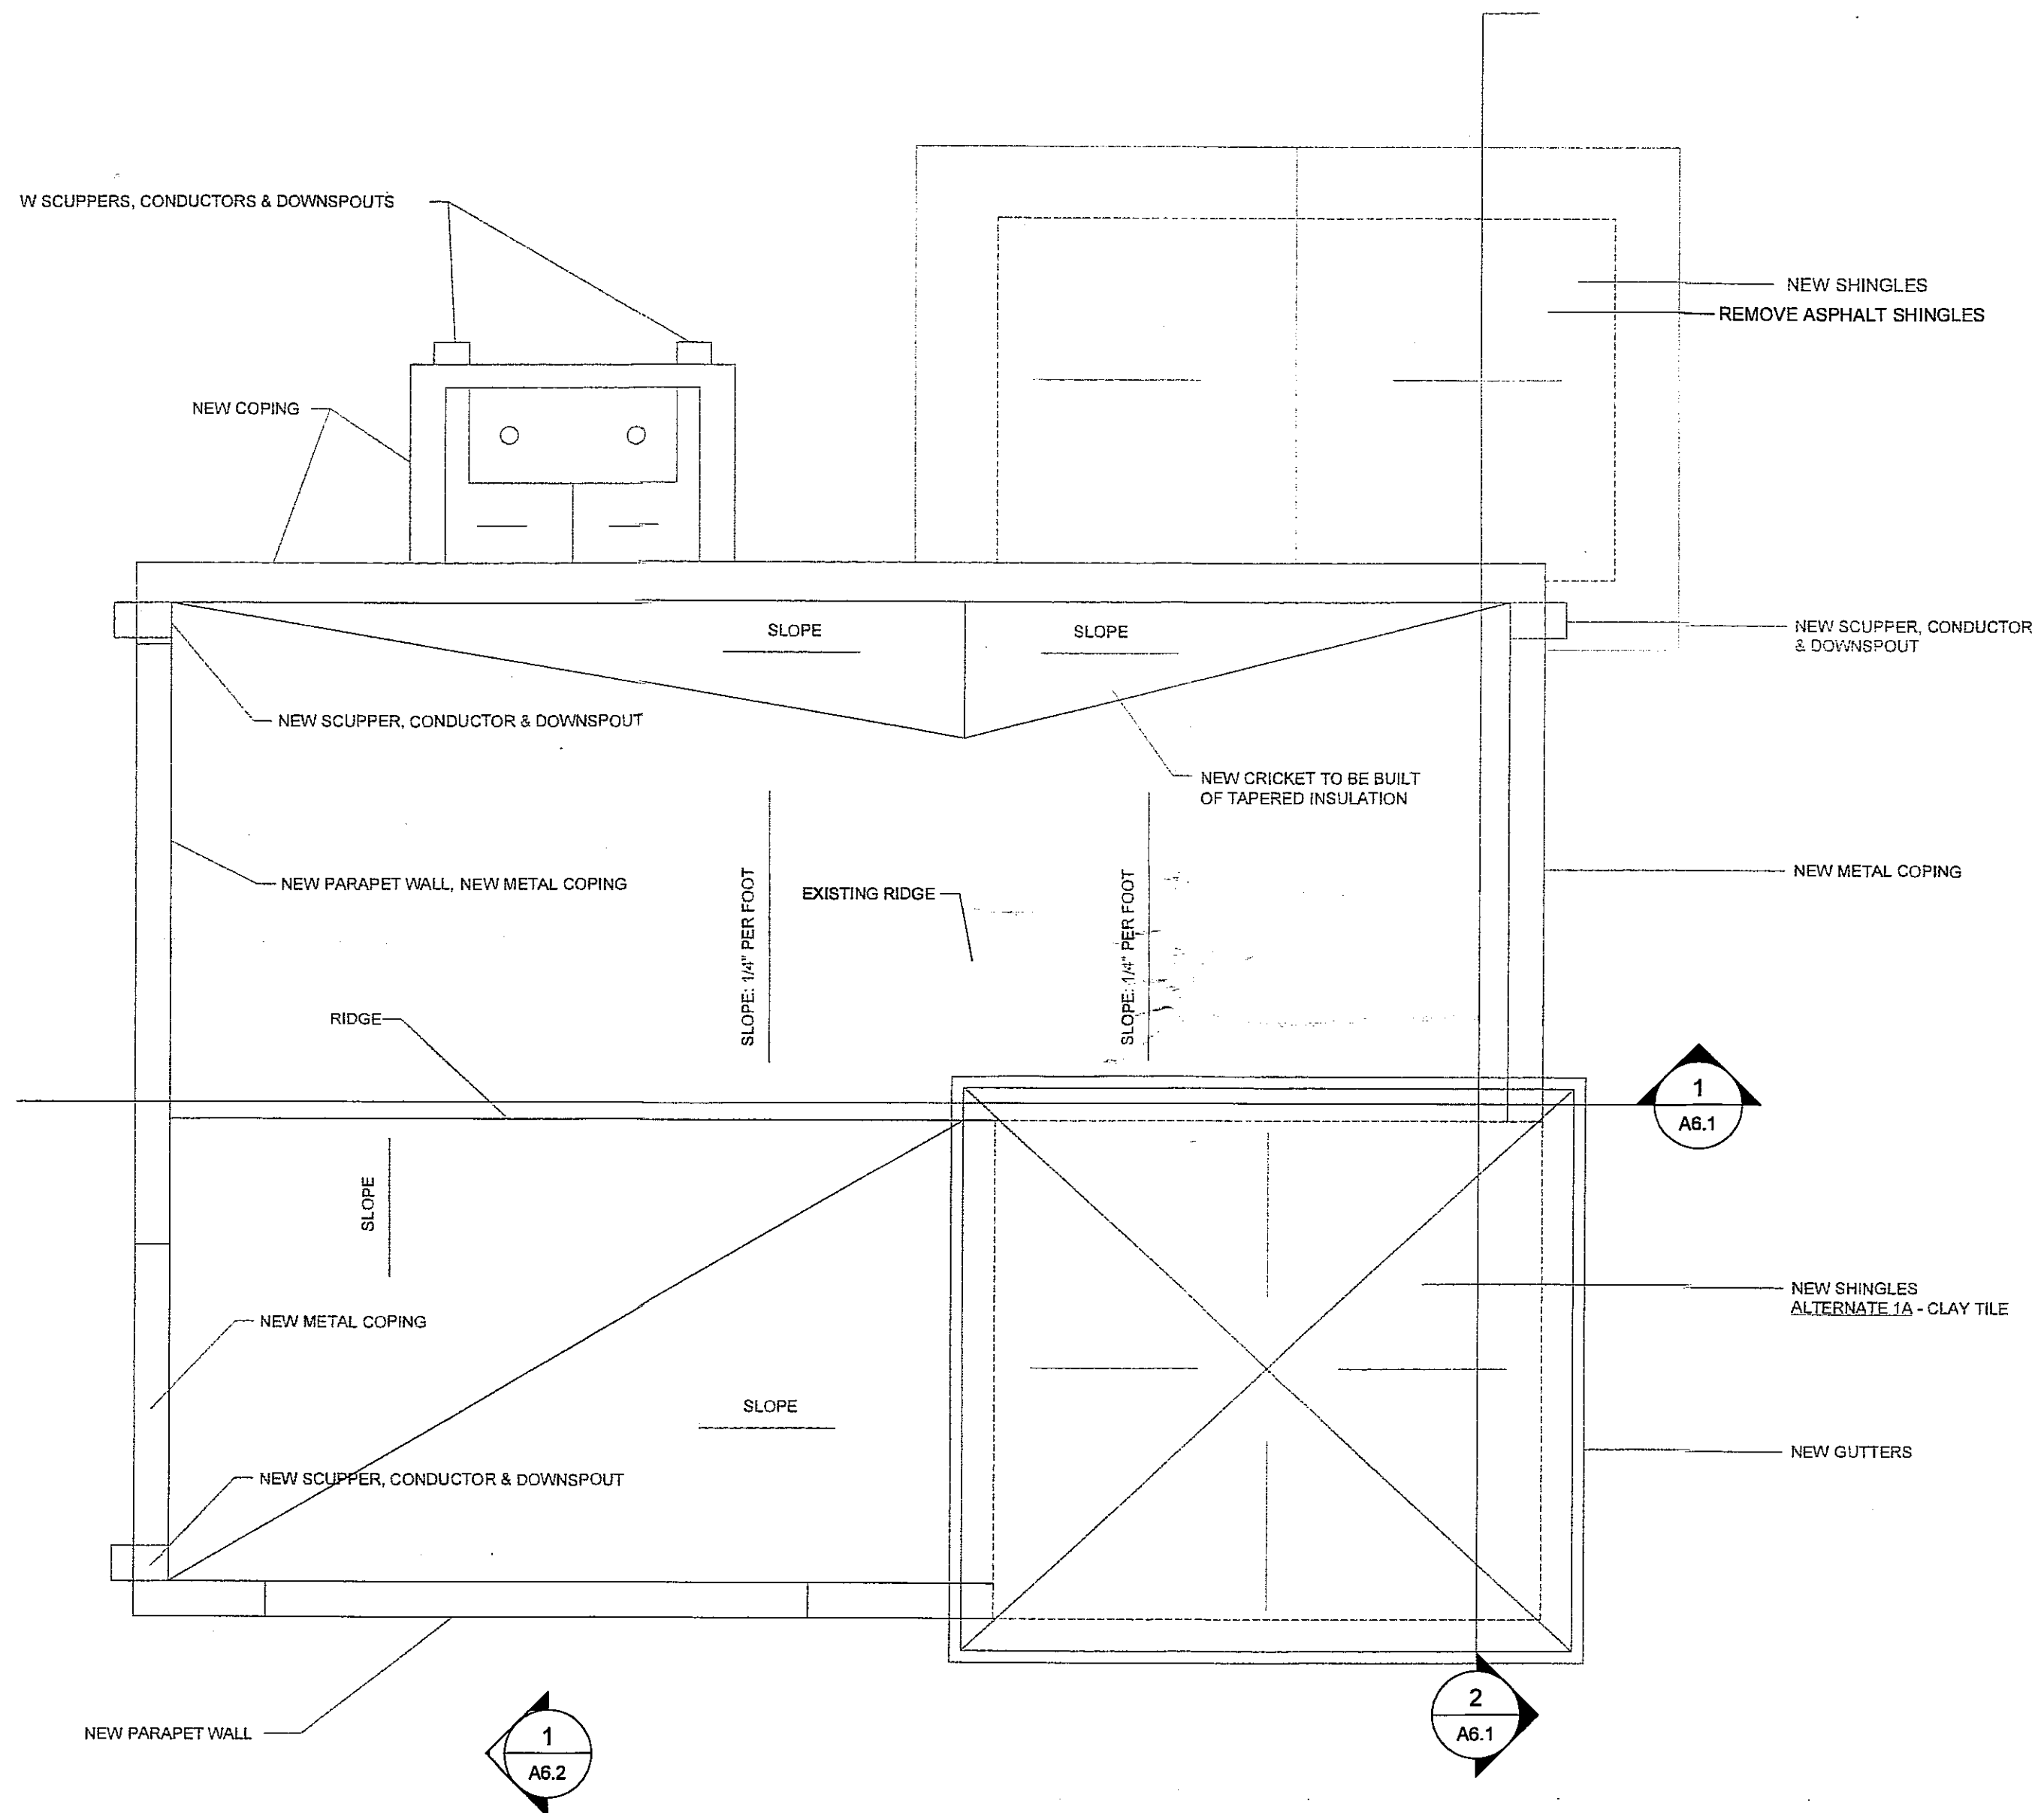 W SCUPPERS, CONDUCTORS & DOWNSPOUTS
NEW SHINGLES
REMOVE ASPHALT SHINGLES
NEW COPING
SLOPE
SLOPE
NEW SCUPPER, CONDUCTOR
& DOWNSPOUT
NEW SCUPPER, CONDUCTOR & DOWNSPOUT
NEW CRICKET TO BE BUILT
OF TAPERED INSULATION
NEW PARAPET WALL, NEW METAL COPING
SLOPE: 1/4" PER FOOT
EXISTING RIDGE
SLOPE: 1/4" PER FOOT
NEW METAL COPING
RIDGE
1
A6.1
SLOPE
NEW SHINGLES
ALTERNATE 1A - CLAY TILE
NEW METAL COPING
SLOPE
NEW GUTTERS
NEW SCUPPER, CONDUCTOR & DOWNSPOUT
NEW PARAPET WALL
1
A6.2
2
A6.1